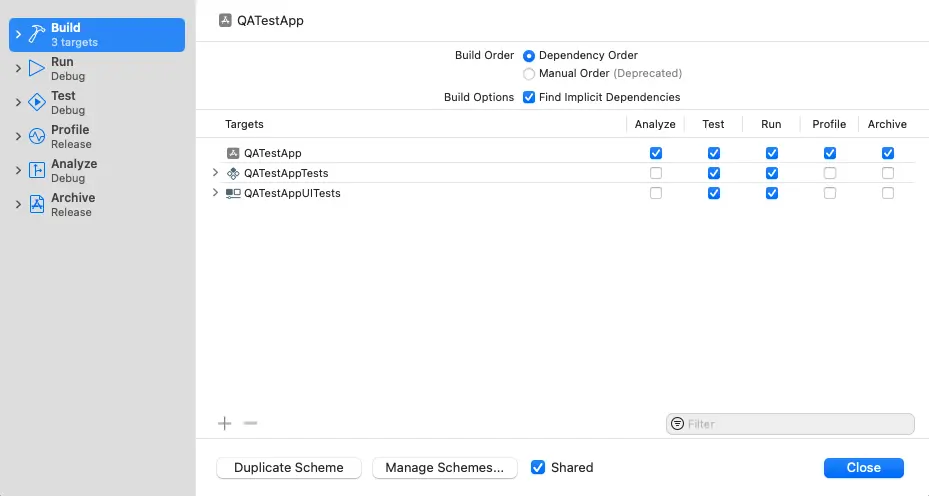 Build
3 targets
Run
Debug
Test
Debug
Profile
Release
Analyze
Debug
Archive
Release
QATestApp
Build Order Dependency Order
Manual Order (Deprecated)
Build Options Find Implicit Dependencies
Targets Analyze Test Run Profile Archive
QATestApp
QATestAppTests
QATestAppUITests
Filter
Duplicate Scheme Manage Schemes... Shared Close